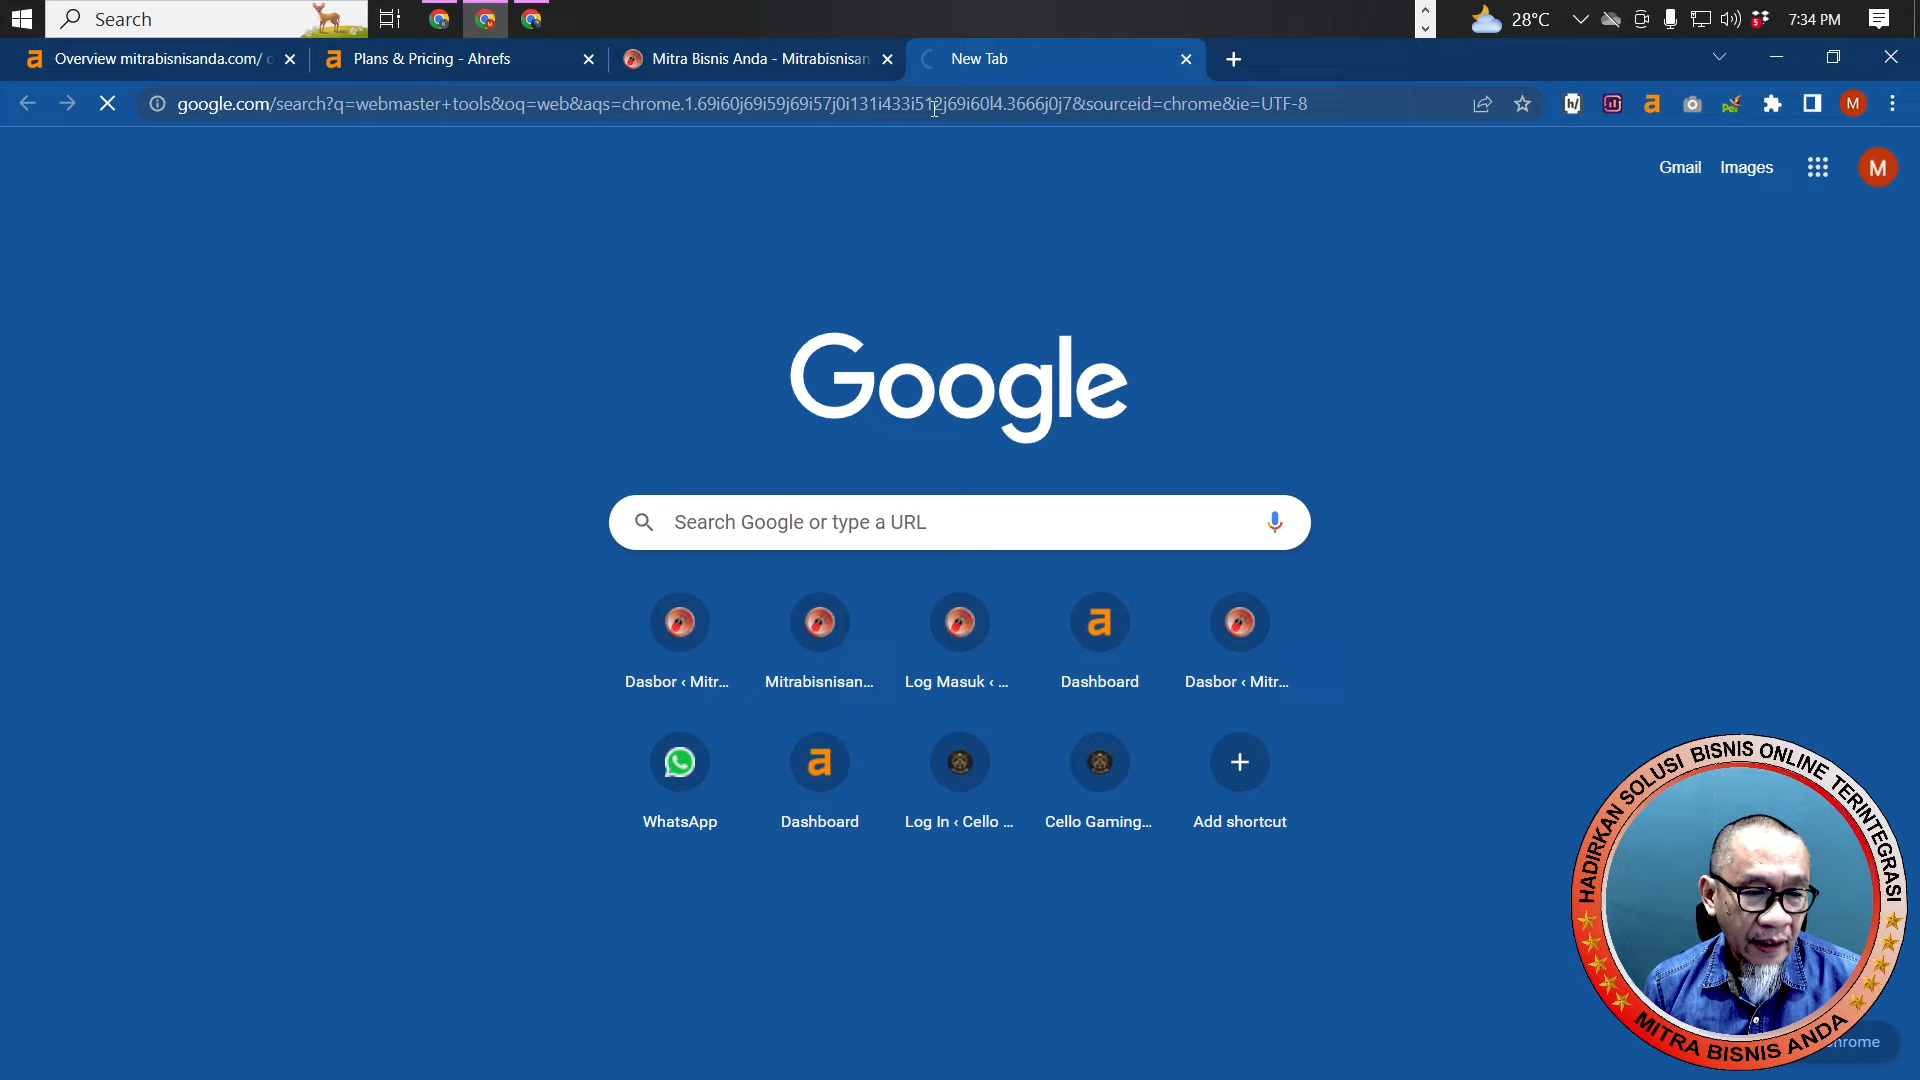 Search
28°C
5
7:34 PM
Overview mitrabisnisanda.com/ o
Plans & Pricing - Ahrefs
Mitra Bisnis Anda - Mitrabisnisan
New Tab
google.com/search?q=webmaster+tools&oq=web&aqs=chrome.1.69i60j69i59j69i57j0i131i433i512j69i60l4.3666j0j7&sourceid=chrome&ie=UTF-8
M
Gmail
Images
M
Google
Search Google or type a URL
Dasbor ‹ Mitr...
Mitrabisnisan...
Log Masuk ‹ ...
Dashboard
Dasbor ‹ Mitr...
WhatsApp
Dashboard
Log In ‹ Cello ...
Cello Gaming...
Add shortcut
HADIRKAN SOLUSI BISNIS ONLINE TERINTEGRASI
MITRA BISNIS ANDA